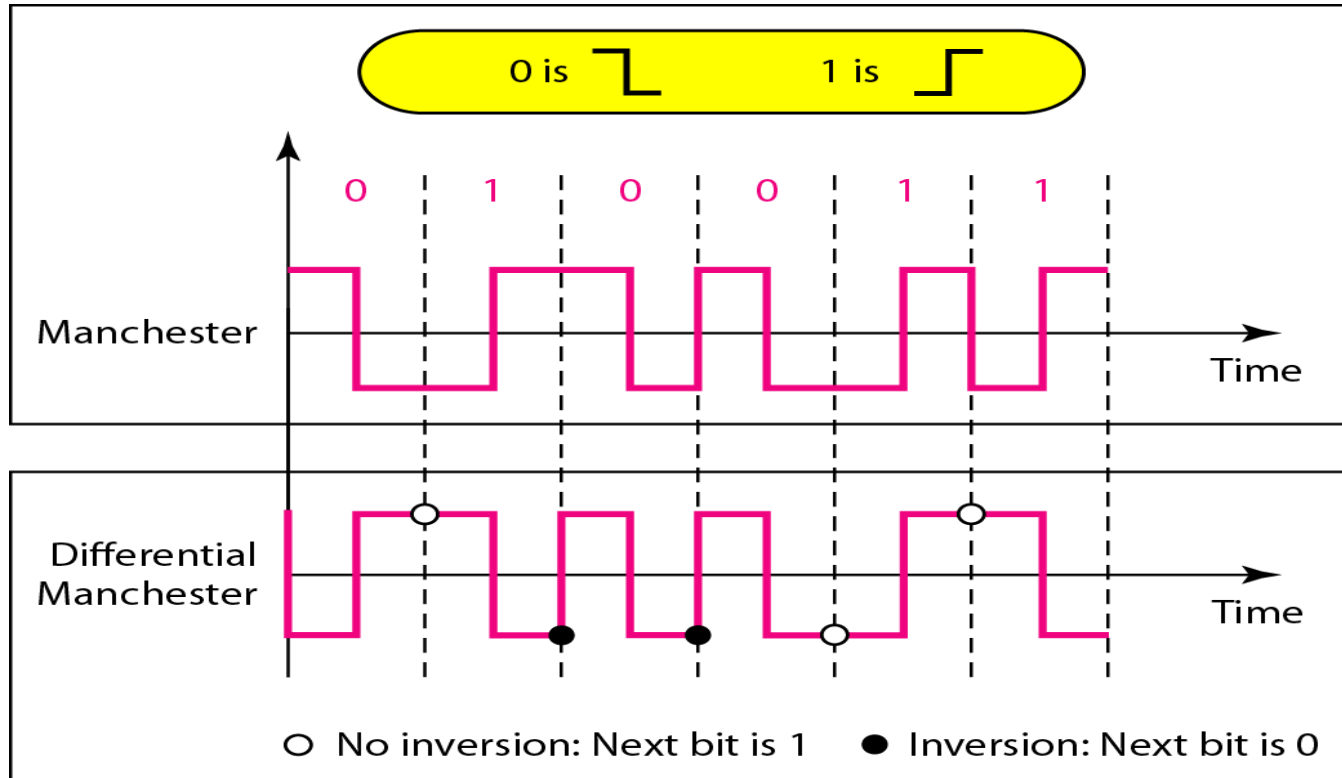 0 is 1 is
0 1 0 0 1 1
Manchester
Time
Differential
Manchester
Time
No inversion: Next bit is 1 Inversion: Next bit is 0